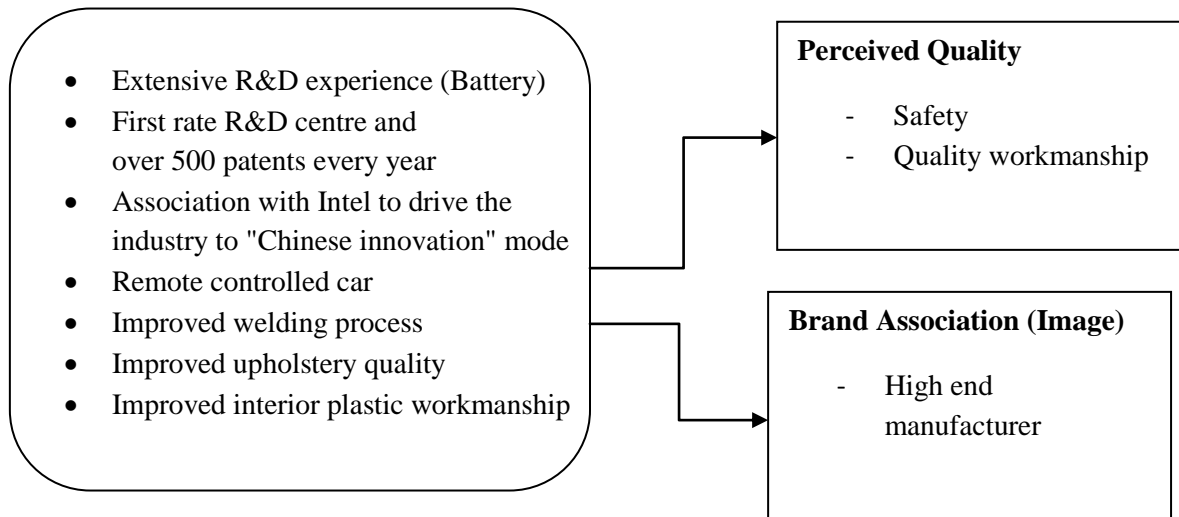 • Extensive R&D experience (Battery)
• First rate R&D centre and
over 500 patents every year
• Association with Intel to drive the
industry to "Chinese innovation" mode
• Remote controlled car
• Improved welding process
• Improved upholstery quality
• Improved interior plastic workmanship
Perceived Quality
- Safety
- Quality workmanship
Brand Association (Image)
- High end
manufacturer